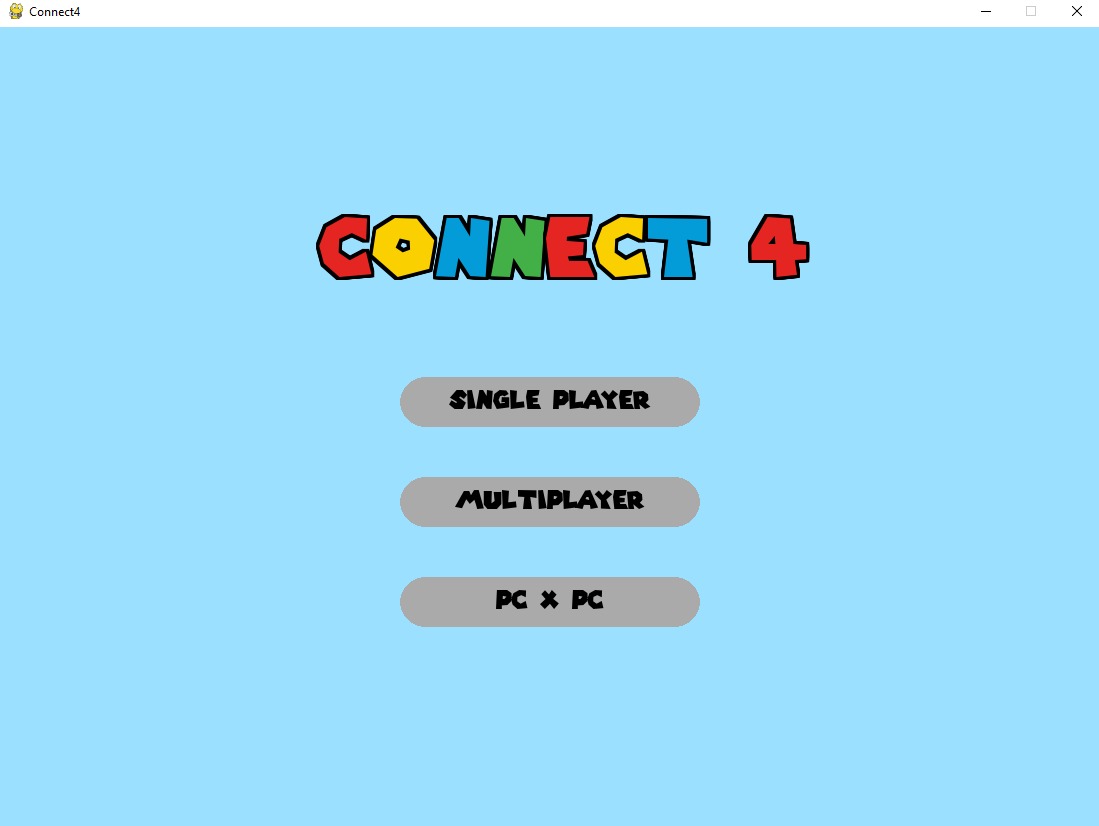 Connect4
CONNECT 4
SINGLE PLAYER
MULTIPLAYER
PC X PC